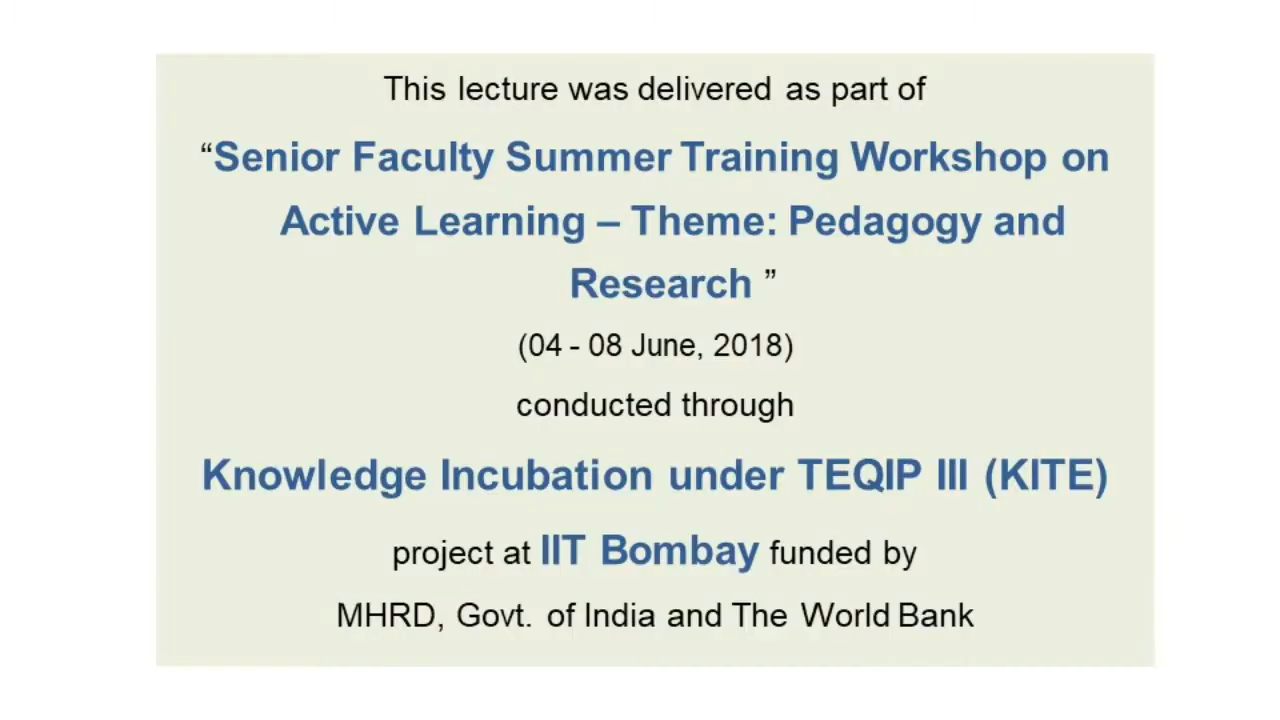 This lecture was delivered as part of
“Senior Faculty Summer Training Workshop on
Active Learning – Theme: Pedagogy and
Research ”
(04 - 08 June, 2018)
conducted through
Knowledge Incubation under TEQIP III (KITE)
project at IIT Bombay funded by
MHRD, Govt. of India and The World Bank